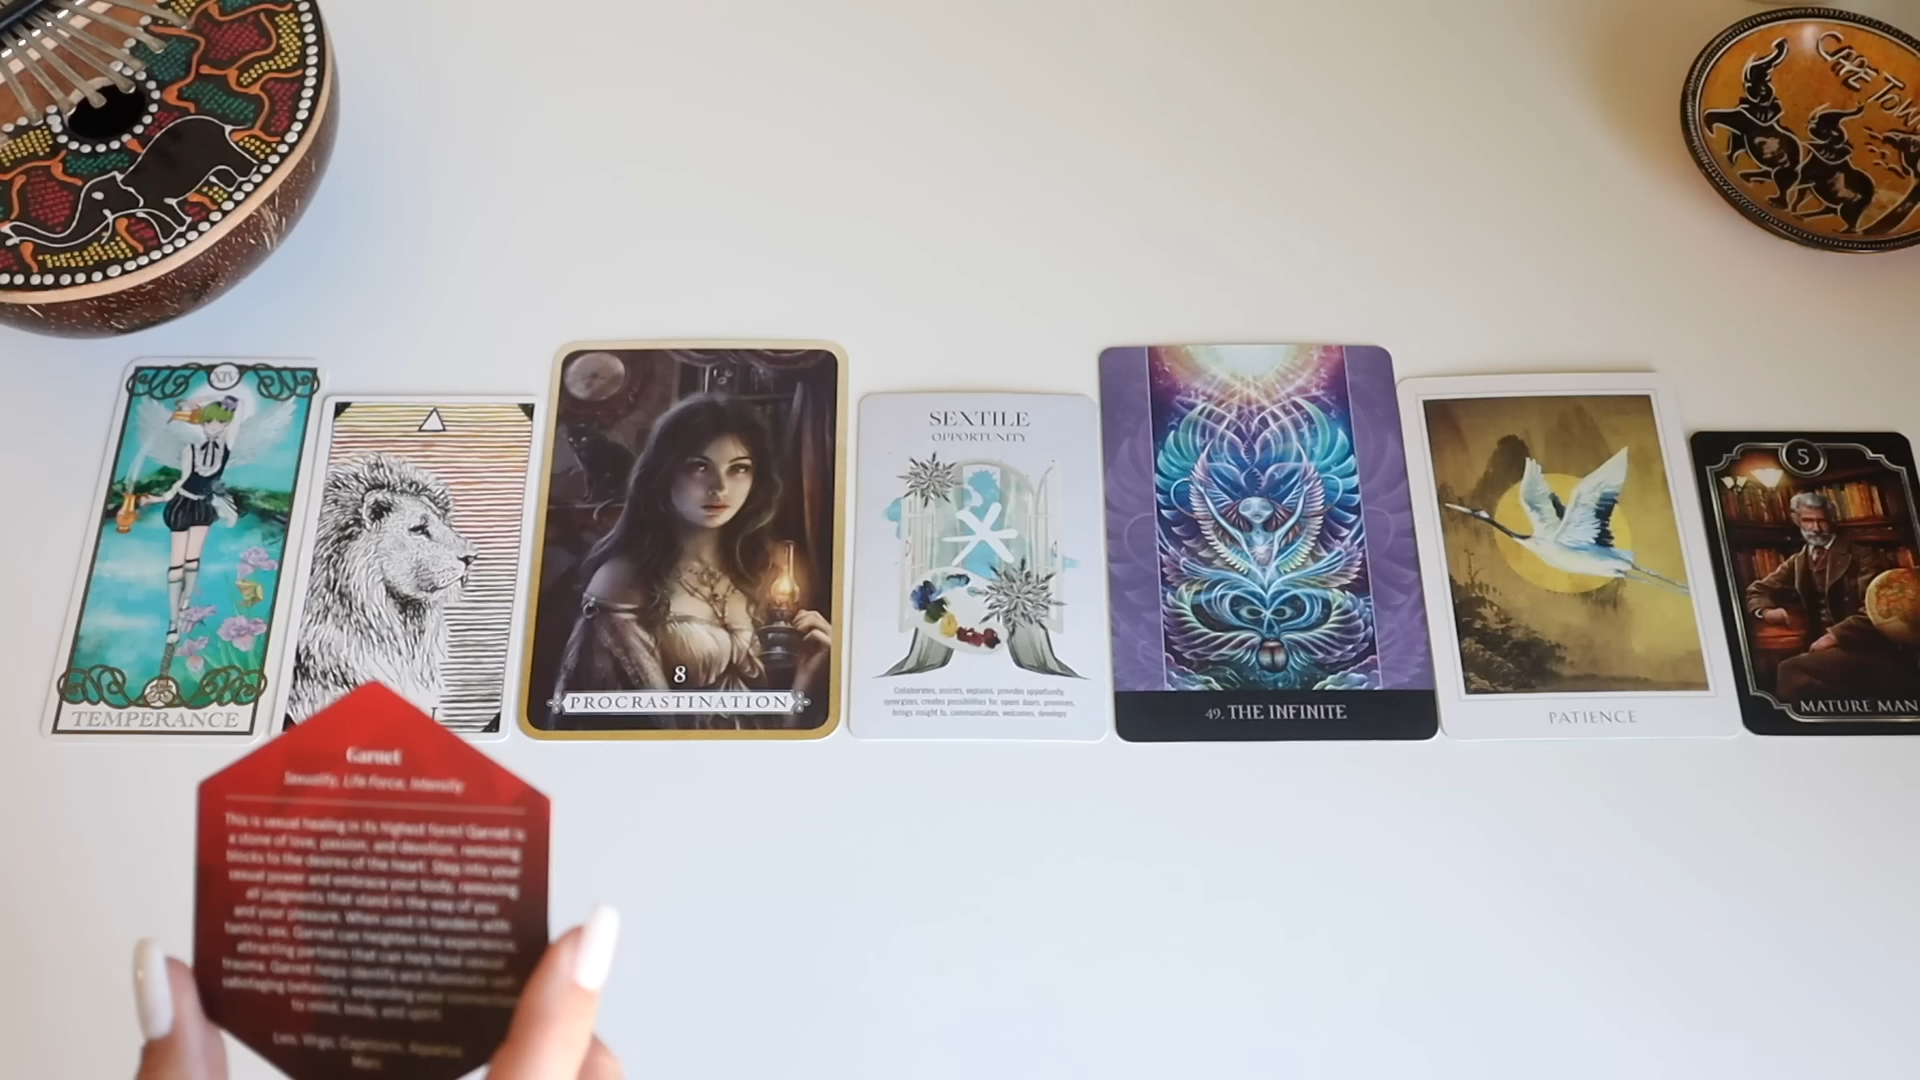 CAPE TOWN
XIV
TEMPERANCE
8
PROCRASTINATION
SEXTILE
OPPORTUNITY
Collaborates, assists, explains, provides opportunity,
synergizes, creates possibilities for, opens doors, promises,
brings insight to, communicates, welcomes, develops
49. THE INFINITE
PATIENCE
5
MATURE MAN
Garnet
Sexuality, Life Force, Intensity
This is sexual healing in its highest form! Garnet is
a stone of love, passion, and devotion, removing
blocks to the desires of the heart. Step into your
sexual power and embrace your body, removing
all judgments that stand in the way of you
and your pleasure. When used in tandem with
tantric sex, Garnet can heighten the experience,
attracting partners that can help heal sexual
trauma. Garnet helps identify and illuminate self-
sabotaging behaviors, expanding your connection
to mind, body, and spirit.
Leo, Virgo, Capricorn, Aquarius
Mars